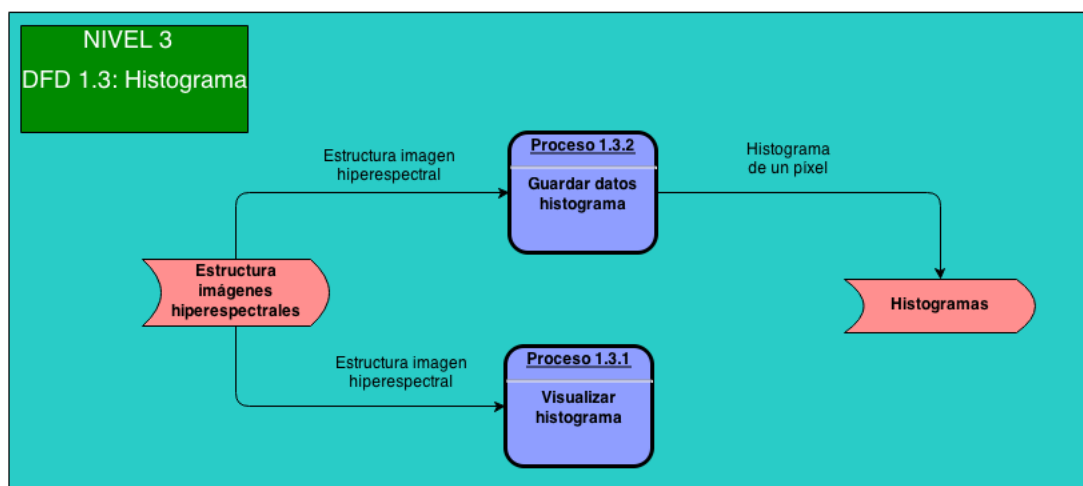 NIVEL 3
DFD 1.3: Histograma
Estructura imagen
hiperespectral
Proceso 1.3.2
Guardar datos
histograma
Histograma
de un pixel
Estructura
imágenes
hiperespectrales
Histogramas
Estructura imagen
hiperespectral
Proceso 1.3.1
Visualizar
histograma